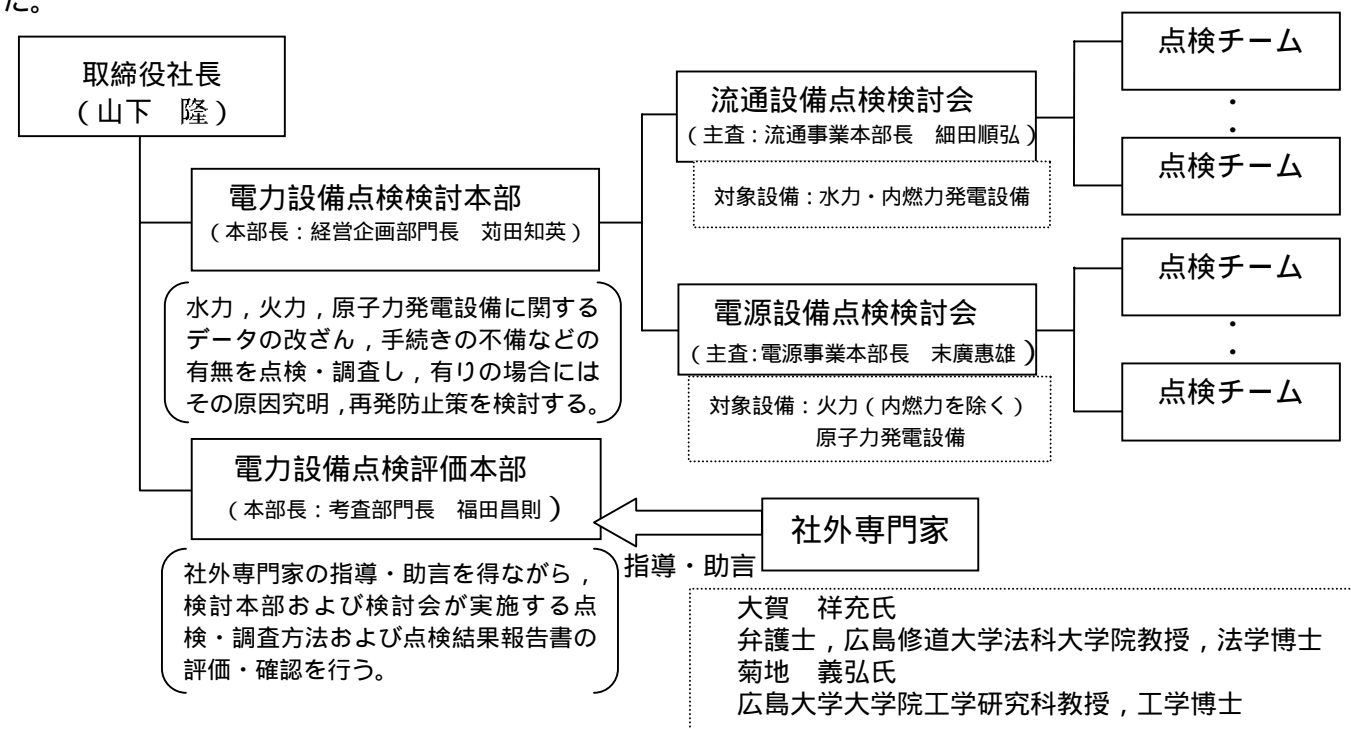 た。
取締役社長
(山下　隆)
電力設備点検検討本部
(本部長:経営企画部門長　苅田知英)
水力,火力,原子力発電設備に関する
データの改ざん,手続きの不備などの
有無を点検・調査し,有りの場合には
その原因究明,再発防止策を検討する。
電力設備点検評価本部
(本部長:考査部門長　福田昌則)
社外専門家の指導・助言を得ながら,
検討本部および検討会が実施する点
検・調査方法および点検結果報告書の
評価・確認を行う。
流通設備点検検討会
(主査:流通事業本部長　細田順弘)
対象設備:水力・内燃力発電設備
点検チーム
・
・
点検チーム
電源設備点検検討会
(主査:電源事業本部長　末廣惠雄)
対象設備:火力(内燃力を除く)
原子力発電設備
点検チーム
・
・
点検チーム
社外専門家
指導・助言
大賀　祥充氏
弁護士,広島修道大学法科大学院教授,法学博士
菊地　義弘氏
広島大学大学院工学研究科教授,工学博士